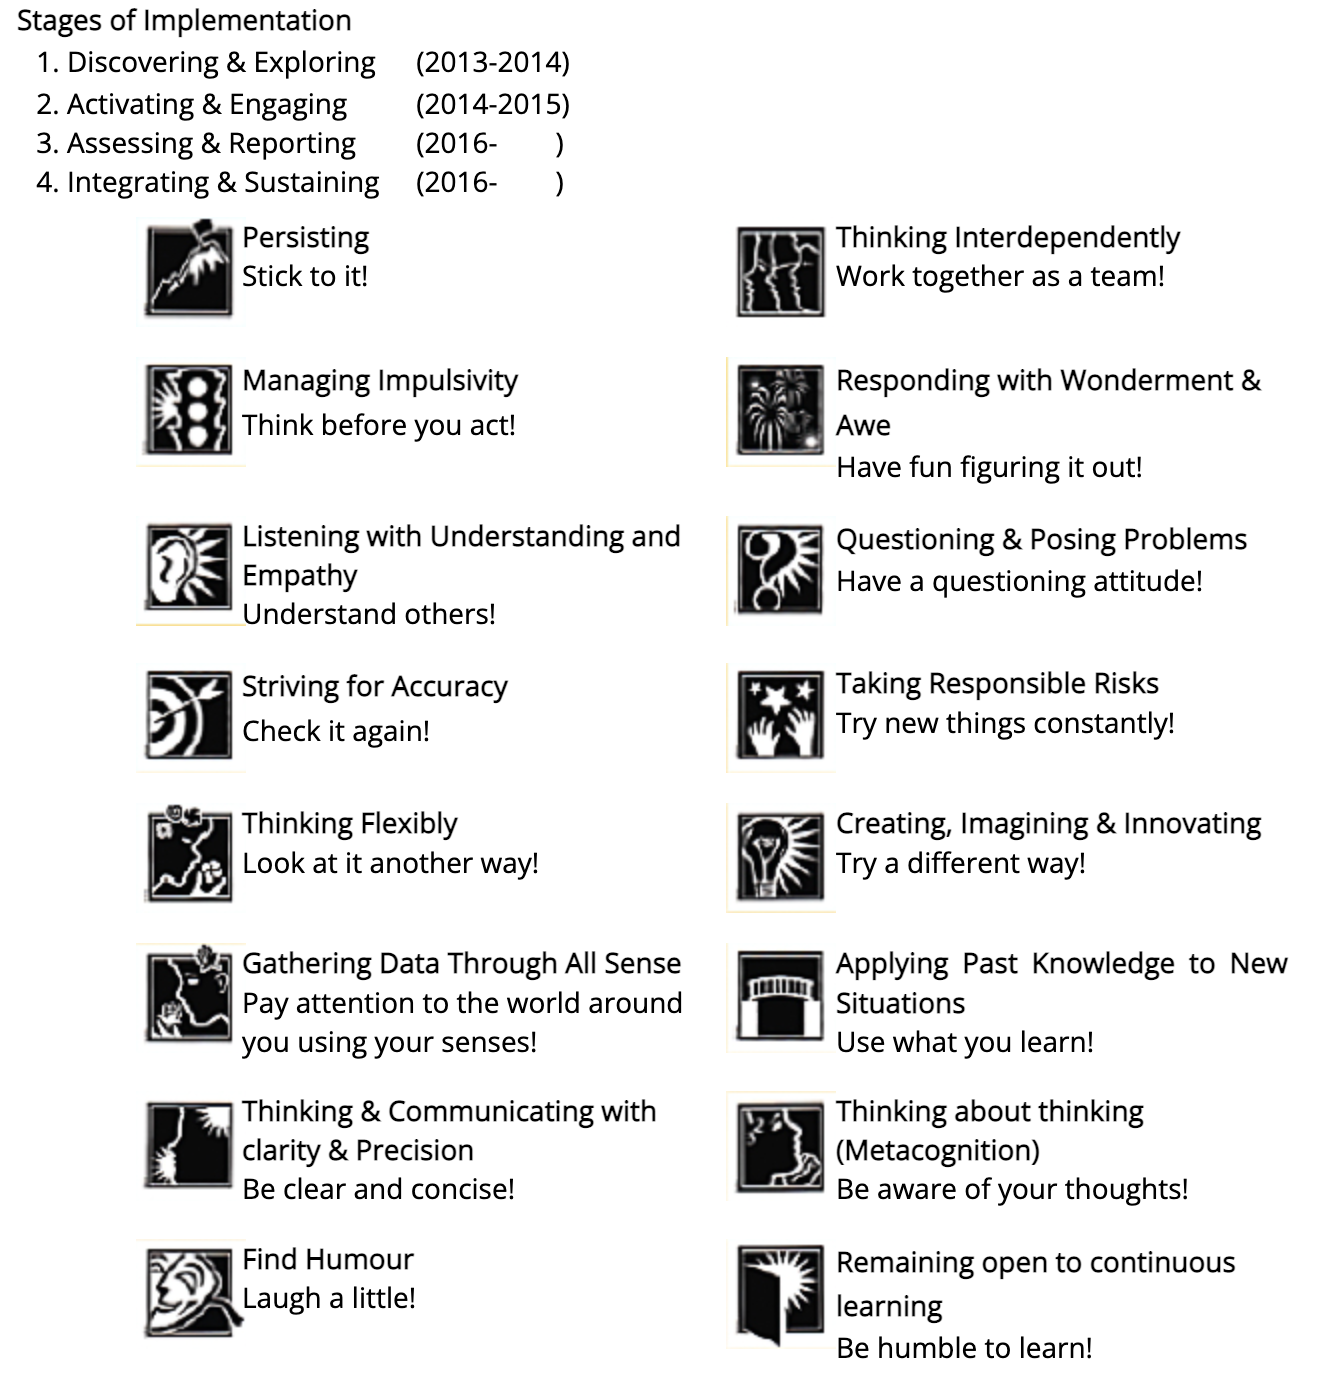 Stages of Implementation
1. Discovering & Exploring (2013-2014)
2. Activating & Engaging (2014-2015)
3. Assessing & Reporting (2016- )
4. Integrating & Sustaining (2016- )
Persisting
Stick to it!
Thinking Interdependently
Work together as a team!
Managing Impulsivity
Think before you act!
Responding with Wonderment &
Awe
Have fun figuring it out!
Listening with Understanding and
Empathy
Understand others!
Questioning & Posing Problems
Have a questioning attitude!
Striving for Accuracy
Check it again!
Taking Responsible Risks
Try new things constantly!
Thinking Flexibly
Look at it another way!
Creating, Imagining & Innovating
Try a different way!
Gathering Data Through All Sense
Pay attention to the world around
you using your senses!
Applying Past Knowledge to New
Situations
Use what you learn!
Thinking & Communicating with
clarity & Precision
Be clear and concise!
Thinking about thinking
(Metacognition)
Be aware of your thoughts!
Find Humour
Laugh a little!
Remaining open to continuous
learning
Be humble to learn!